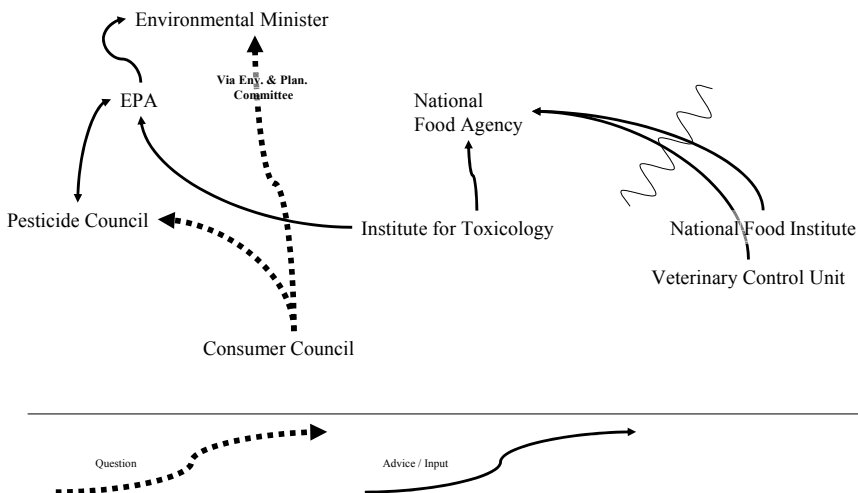 Environmental Minister
Via Env. & Plan.
Committee
EPA
National
Food Agency
Pesticide Council
Institute for Toxicology
National Food Institute
Veterinary Control Unit
Consumer Council
Question
Advice / Input